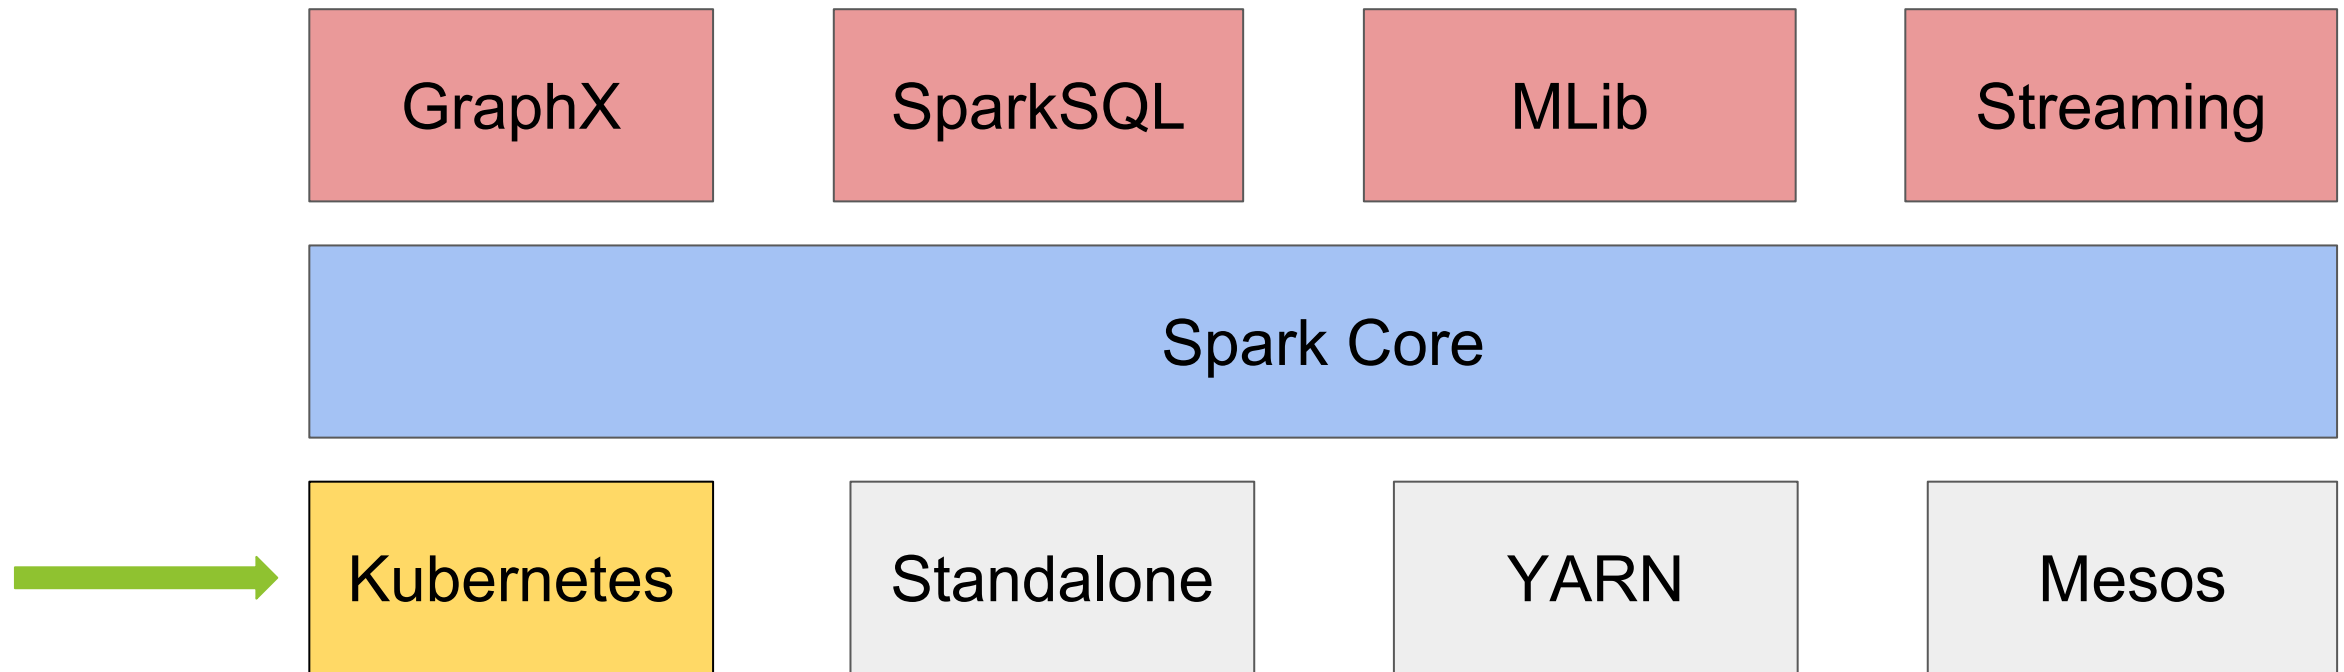 GraphX
SparkSQL
MLib
Streaming
Spark Core
Kubernetes
Standalone
YARN
Mesos